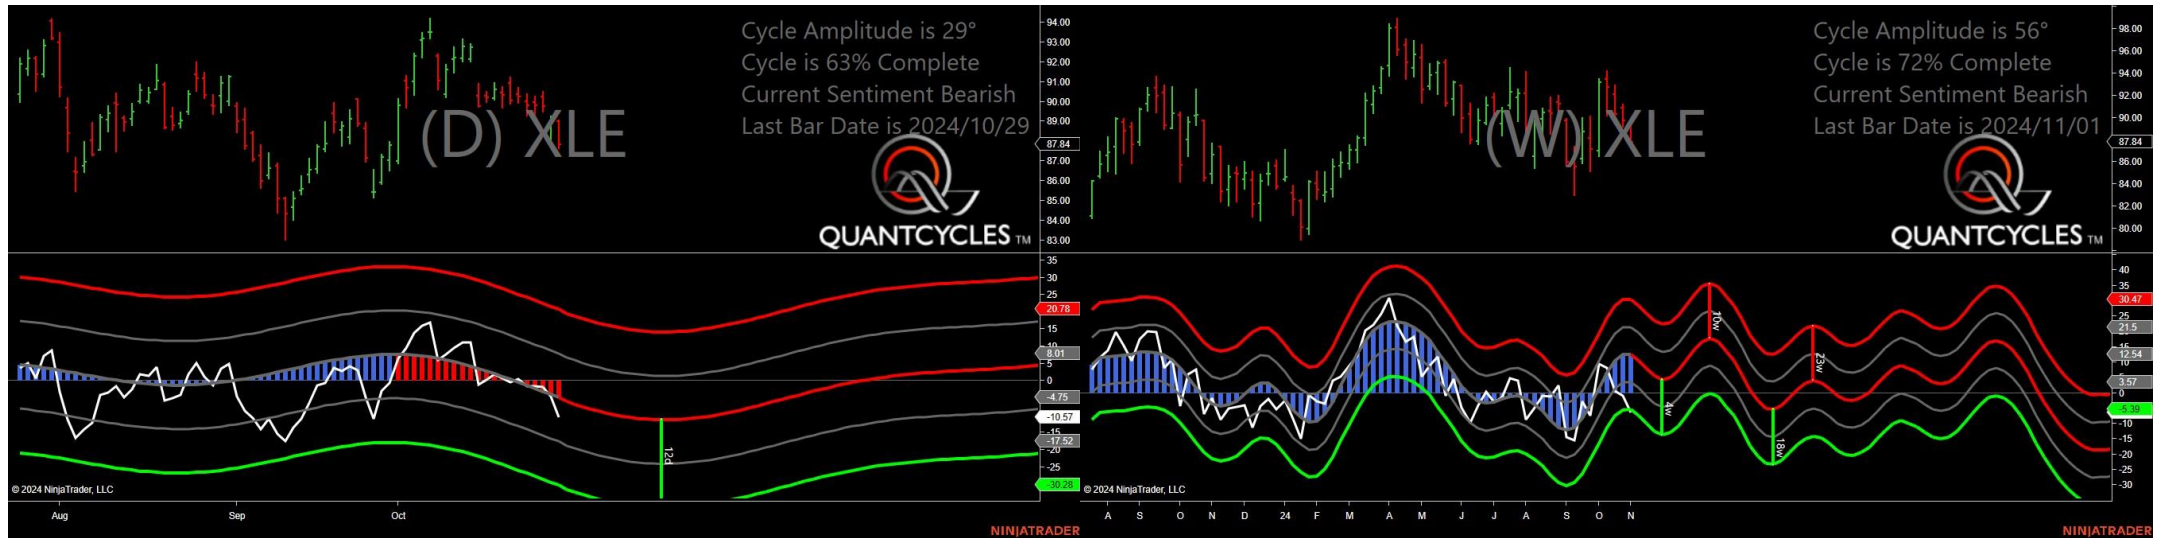 Cycle Amplitude is 29°
Cycle is 63% Complete
Current Sentiment Bearish
Last Bar Date is 2024/10/29
(D) XLE
QUANTCYCLES TM
94.00
93.00
92.00
91.00
90.00
89.00
87.84
87.00
86.00
85.00
84.00
83.00
35
30
25
20.78
15
10
8.01
5
0
-4.75
-10.57
-15
-17.52
-20
-25
-30.28
12d
© 2024 NinjaTrader, LLC
Aug Sep Oct
NINJATRADER
Cycle Amplitude is 56°
Cycle is 72% Complete
Current Sentiment Bearish
Last Bar Date is 2024/11/01
(W) XLE
QUANTCYCLES TM
98.00
96.00
94.00
92.00
90.00
87.84
86.00
84.00
82.00
80.00
40
30.47
25
21.5
15
12.54
3.57
0
-5.39
-10
-15
-20
-25
-30
4w
10w
18w
23w
© 2024 NinjaTrader, LLC
A S O N D 24 F M A M J J A S O N
NINJATRADER